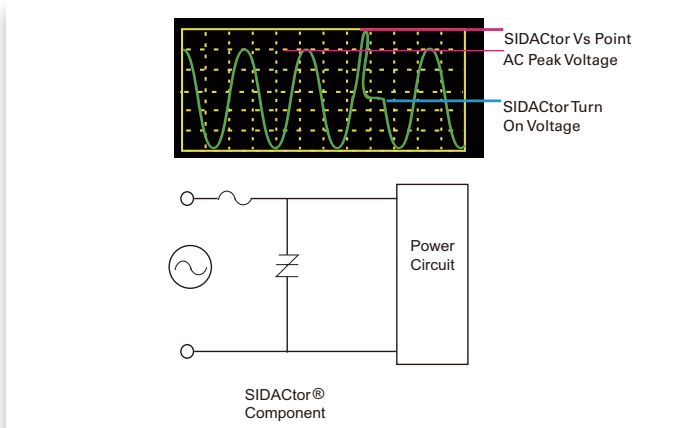 SIDACtor Vs Point
AC Peak Voltage
SIDACtor Turn
On Voltage
Power
Circuit
SIDACtor®
Component